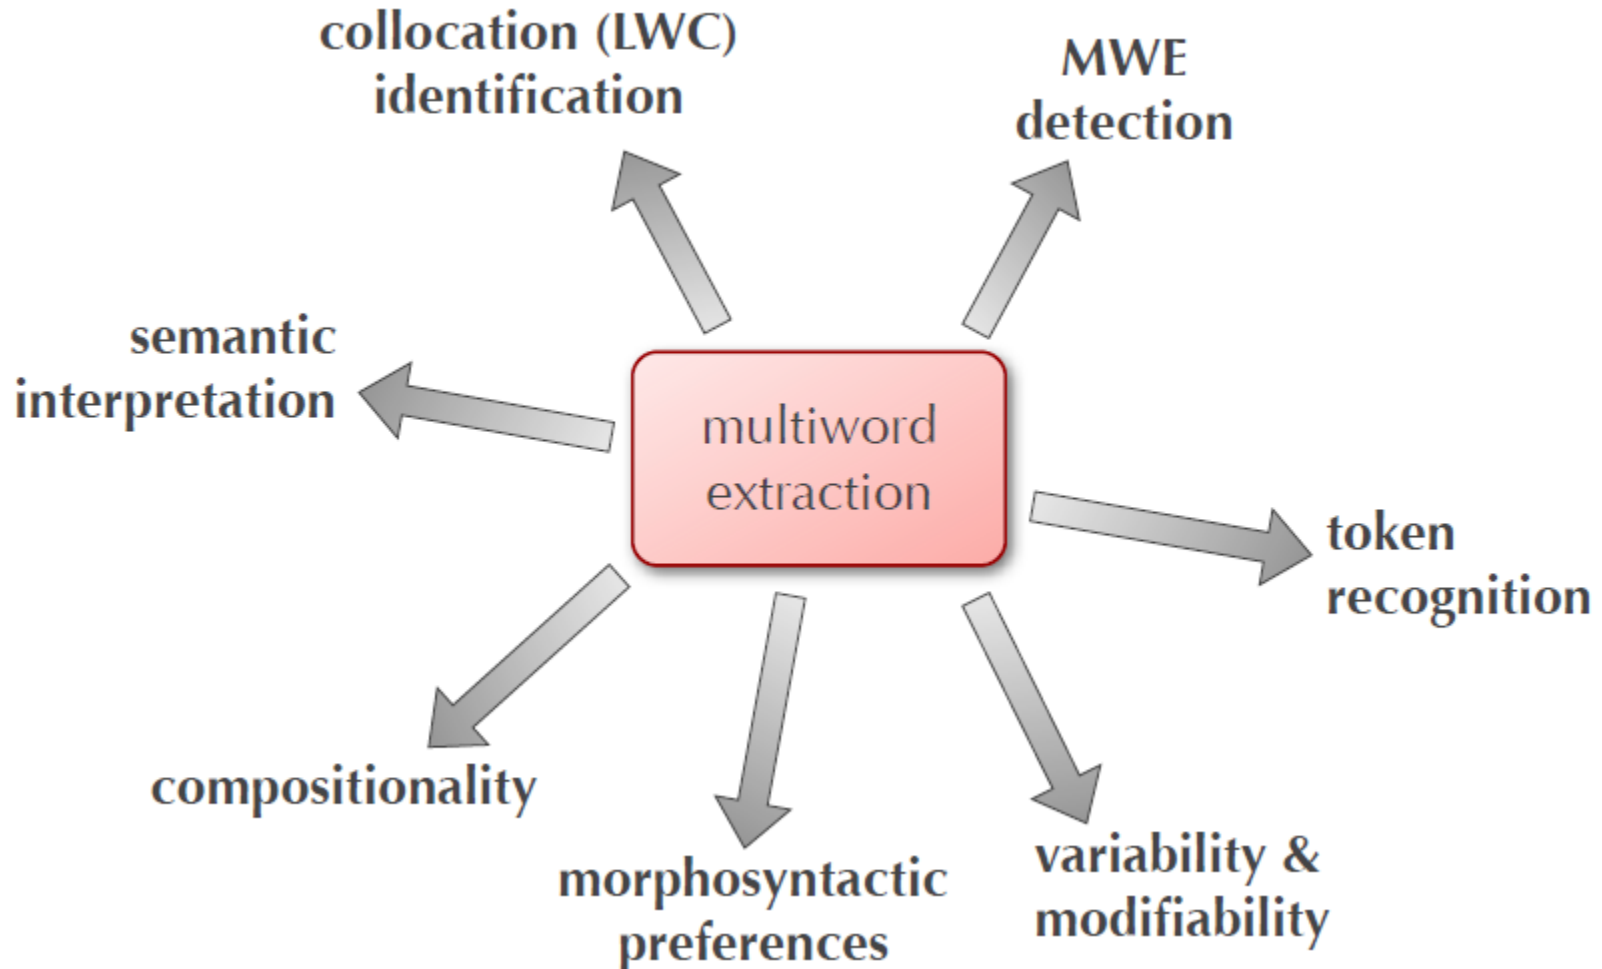 collocation (LWC)
identification
MWE
detection
semantic
interpretation
multiword
extraction
token
recognition
compositionality
morphosyntactic
preferences
variability &
modifiability